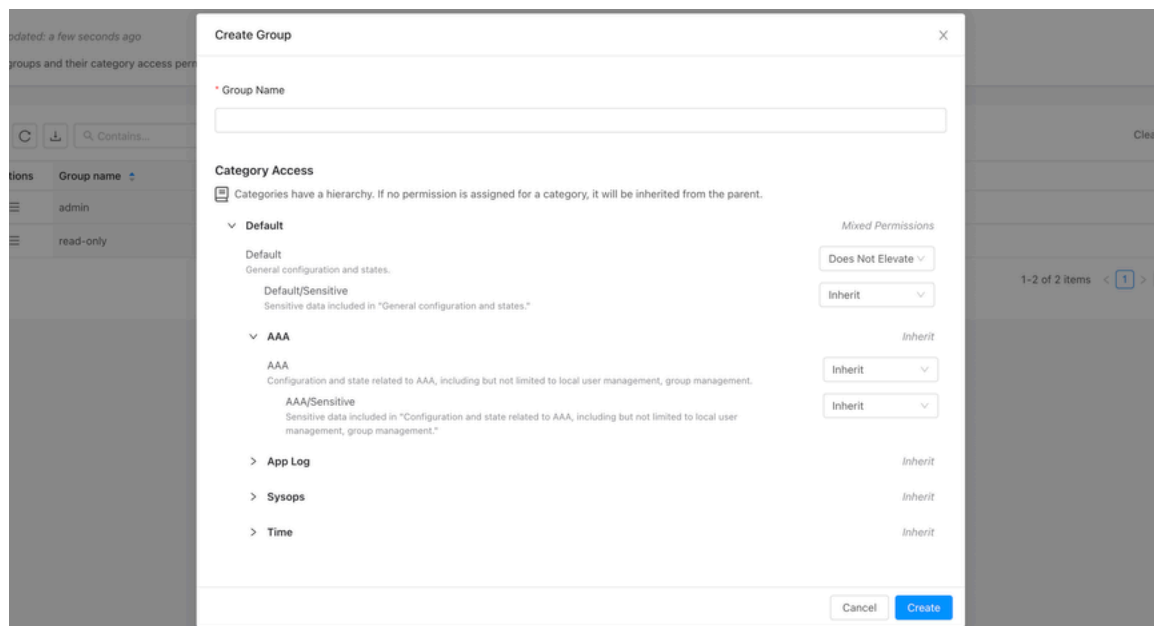 Create Group
pdated: a few seconds ago
groups and their category access perm
* Group Name
Contains...
Clea
tions Group name
admin
read-only
1-2 of 2 items < 1 >
Category Access
Categories have a hierarchy. If no permission is assigned for a category, it will be inherited from the parent.
Default Mixed Permissions
Default Does Not Elevate
General configuration and states.
Default/Sensitive Inherit
Sensitive data included in "General configuration and states."
AAA Inherit
AAA Inherit
Configuration and state related to AAA, including but not limited to local user management, group management.
AAA/Sensitive Inherit
Sensitive data included in "Configuration and state related to AAA, including but not limited to local user
management, group management."
App Log Inherit
Sysops Inherit
Time Inherit
Cancel Create